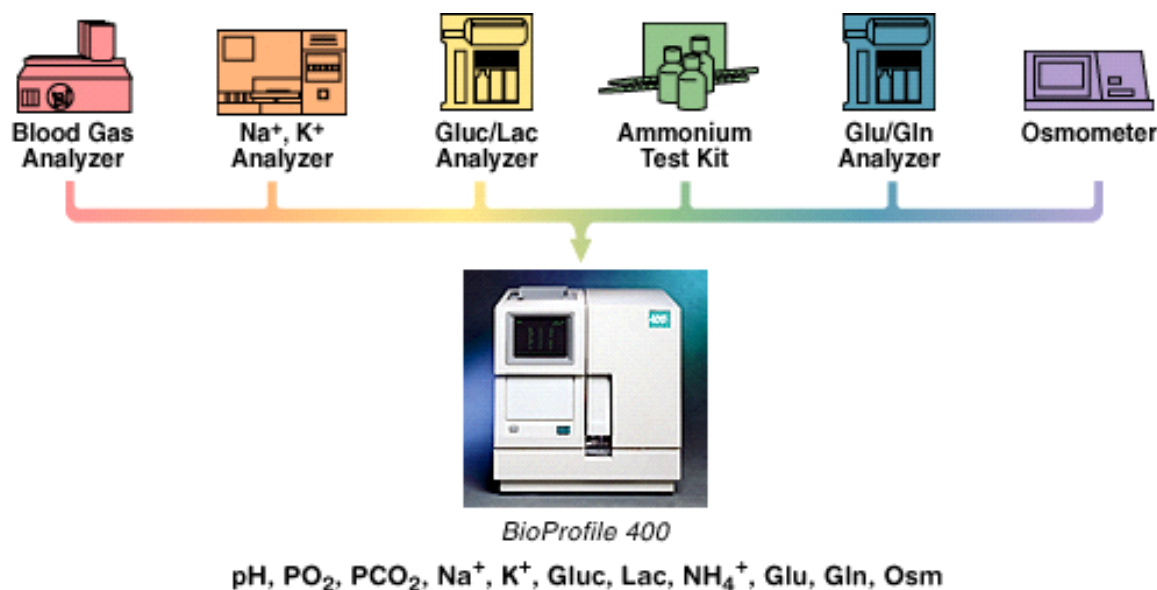 Blood Gas
Analyzer
Na⁺, K⁺
Analyzer
Gluc/Lac
Analyzer
Ammonium
Test Kit
Glu/Gln
Analyzer
Osmometer
400
BioProfile 400
pH, PO₂, PCO₂, Na⁺, K⁺, Gluc, Lac, NH₄⁺, Glu, Gln, Osm